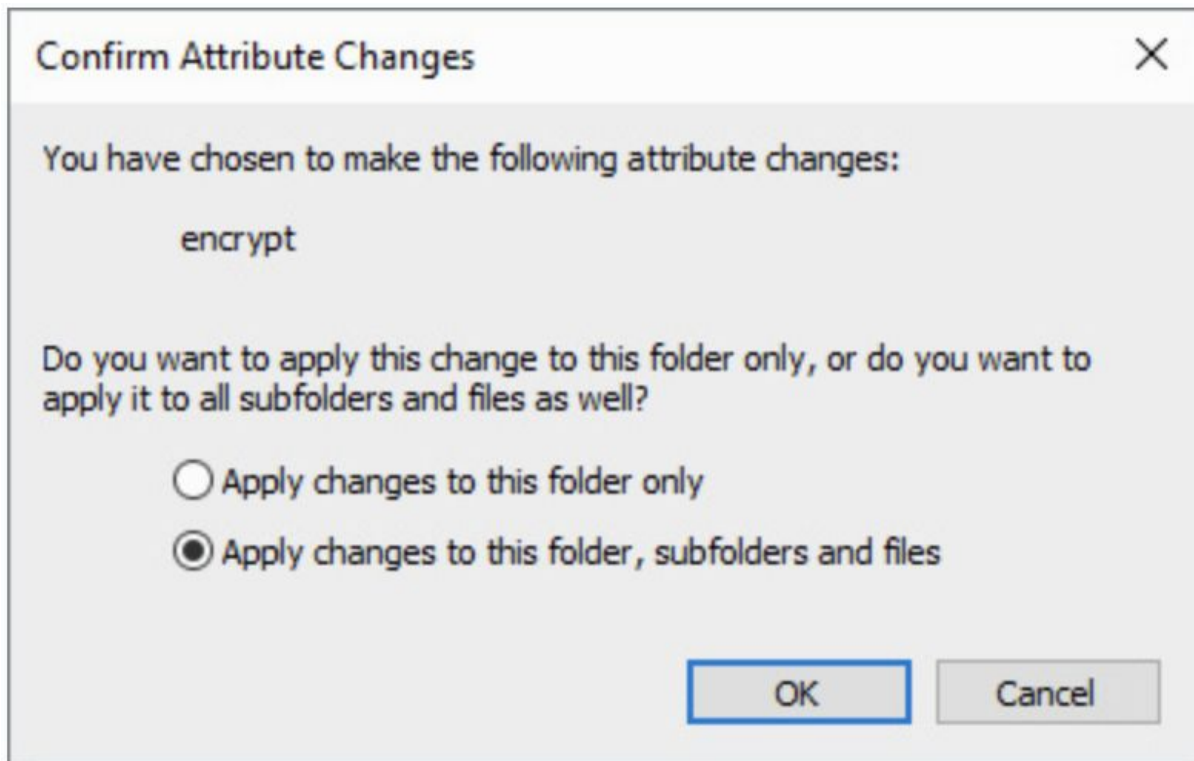 Confirm Attribute Changes
You have chosen to make the following attribute changes:
encrypt
Do you want to apply this change to this folder only, or do you want to
apply it to all subfolders and files as well?
Apply changes to this folder only
Apply changes to this folder, subfolders and files
OK
Cancel